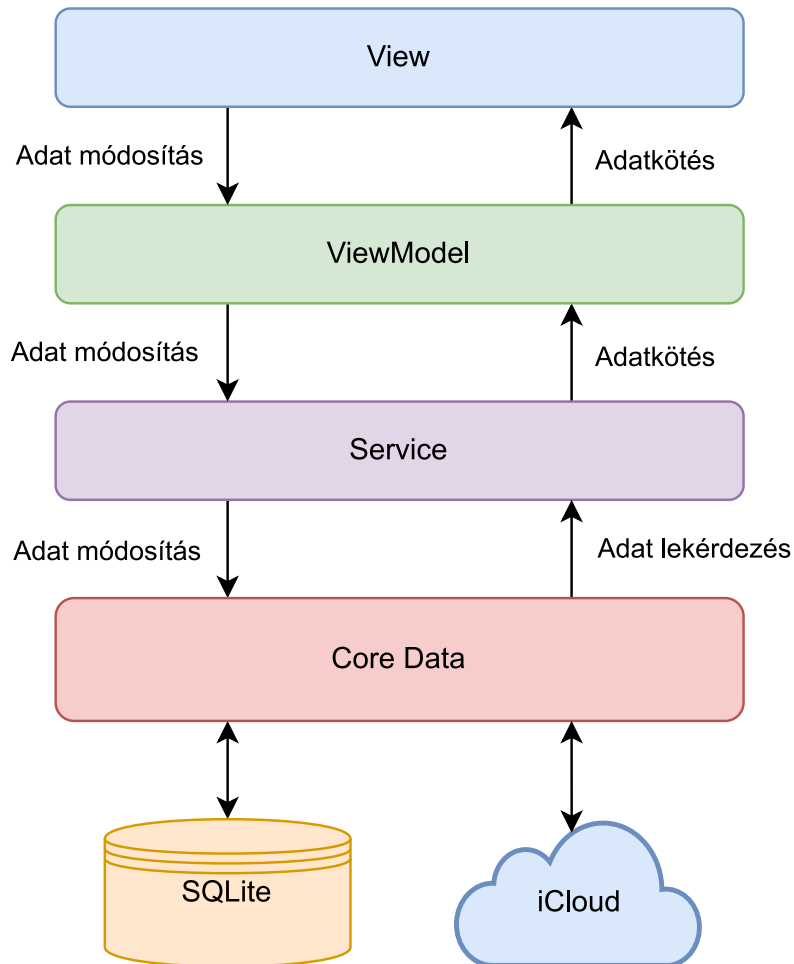 View
Adat módosítás
Adatkötés
ViewModel
Adat módosítás
Adatkötés
Service
Adat módosítás
Adat lekérdezés
Core Data
SQLite
iCloud